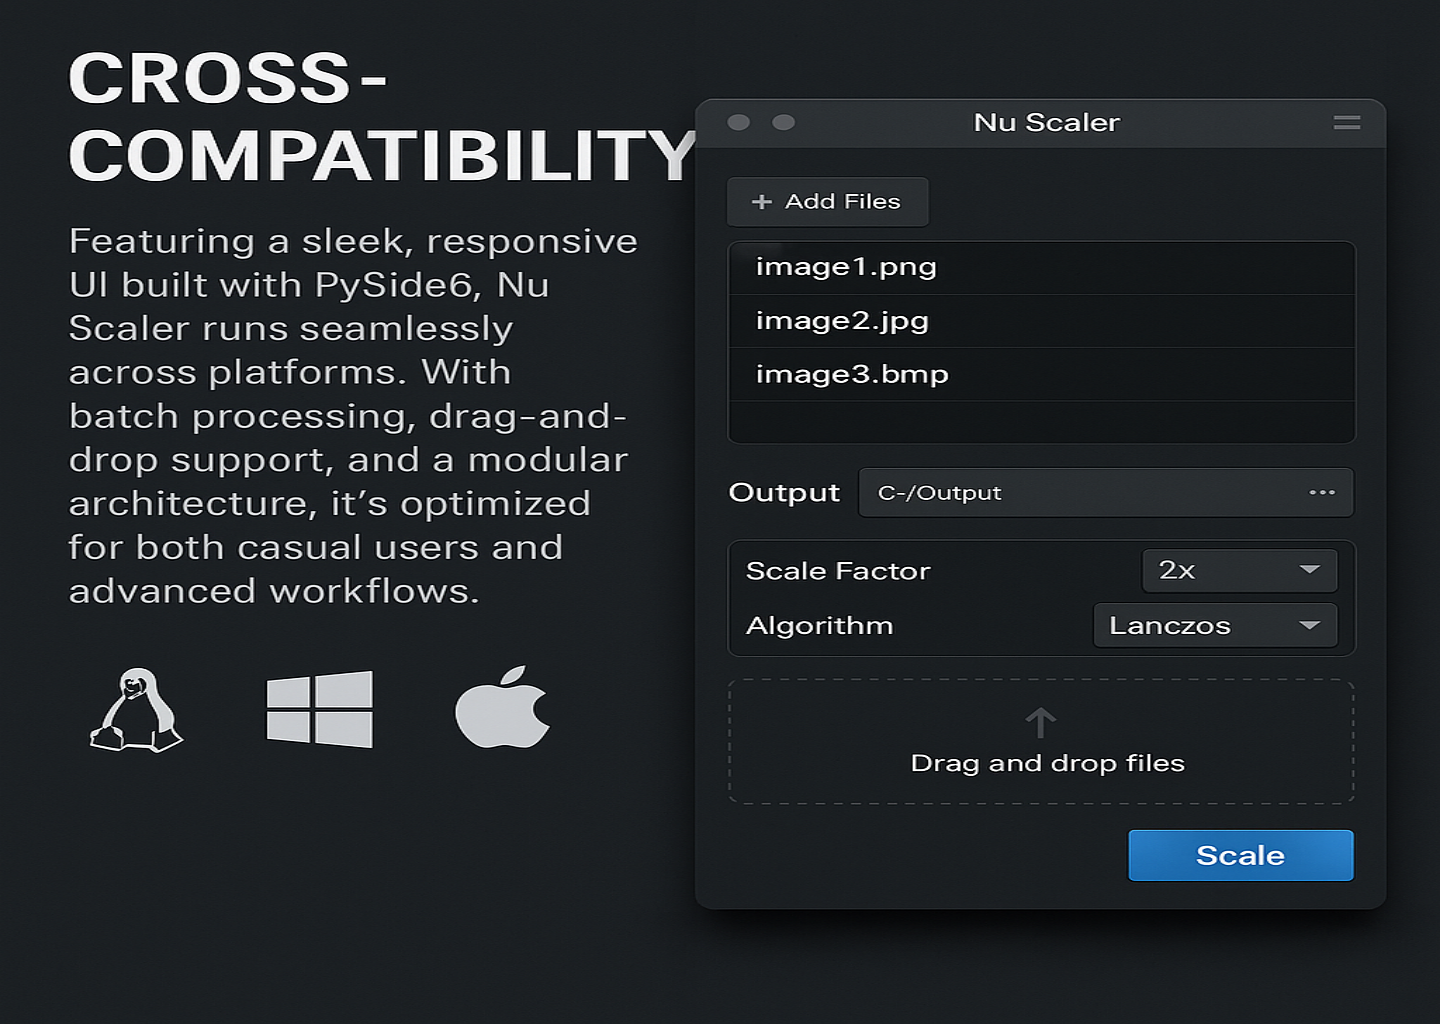 CROSS-
COMPATIBILITY
Featuring a sleek, responsive
UI built with PySide6, Nu
Scaler runs seamlessly
across platforms. With
batch processing, drag-and-
drop support, and a modular
architecture, it’s optimized
for both casual users and
advanced workflows.
Nu Scaler
+ Add Files
image1.png
image2.jpg
image3.bmp
Output C-/Output ...
Scale Factor 2x
Algorithm Lanczos
Drag and drop files
Scale